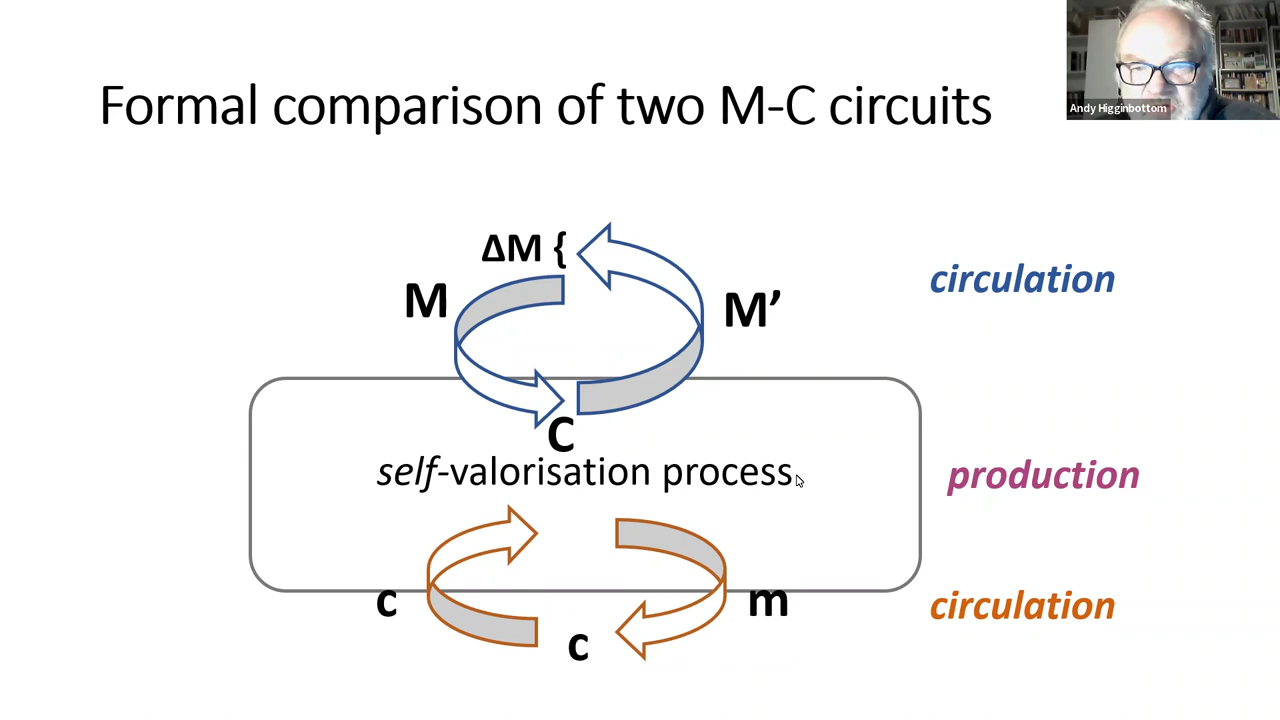 Formal comparison of two M-C circuits
Andy Higginbottom
ΔM {
M
M’
circulation
C
self-valorisation process
production
c
m
circulation
c